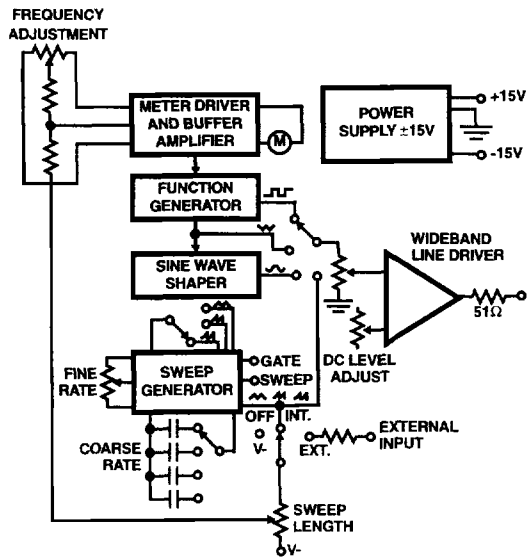 FREQUENCY
ADJUSTMENT
METER DRIVER
AND BUFFER
AMPLIFIER
M
POWER
SUPPLY ±15V
+15V
-15V
FUNCTION
GENERATOR
SINE WAVE
SHAPER
WIDEBAND
LINE DRIVER
51Ω
DC LEVEL
ADJUST
FINE
RATE
SWEEP
GENERATOR
GATE
SWEEP
OFF
INT.
V-
EXT.
EXTERNAL
INPUT
COARSE
RATE
SWEEP
LENGTH
V-